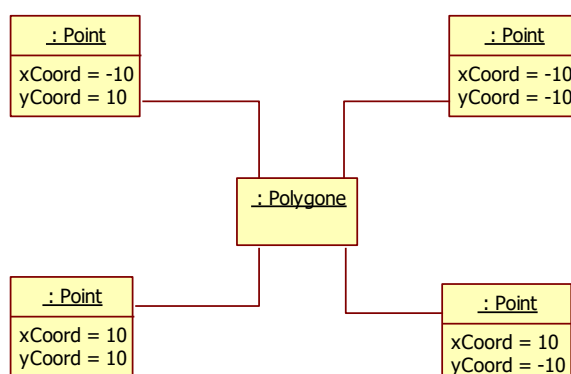 : Point
xCoord = -10
yCoord = 10
: Point
xCoord = -10
yCoord = -10
: Polygone
: Point
xCoord = 10
yCoord = 10
: Point
xCoord = 10
yCoord = -10